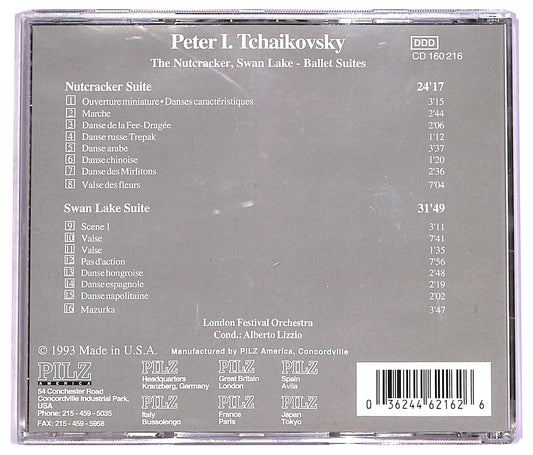 Peter I. Tchaikovsky
DDD
The Nutcracker, Swan Lake - Ballet Suites
CD 160 216
Nutcracker Suite 24'17
1 Ouverture miniature • Danses caractéristiques 3'15
2 Marche 2'44
3 Danse de la Fee-Dragée 2'06
4 Danse russe Trepak 1'12
5 Danse arabe 3'37
6 Danse chinoise 1'20
7 Danse des Mirlitons 2'36
8 Valse des fleurs 7'04
Swan Lake Suite 31'49
9 Scene I 3'11
10 Valse 7'41
11 Valse 1'35
12 Pas d'action 7'56
13 Danse hongroise 2'48
14 Danse espagnole 2'19
15 Danse napolitaine 2'02
16 Mazurka 3'47
London Festival Orchestra
Cond.: Alberto Lizzio
© 1993 Made in U.S.A. Manufactured by PILZ America, Concordville
PILZ
AMERICA
54 Conchester Road
Concordville Industrial Park,
USA
Phone: 215 - 459 - 5035
FAX: 215 - 459 - 5958
PILZ
Headquarters
Kranzberg, Germany
PILZ
Great Britain
London
PILZ
Spain
Avila
PILZ
Italy
Bussolengo
PILZ
France
Paris
PILZ
Japan
Tokyo
0 36244 62162 6